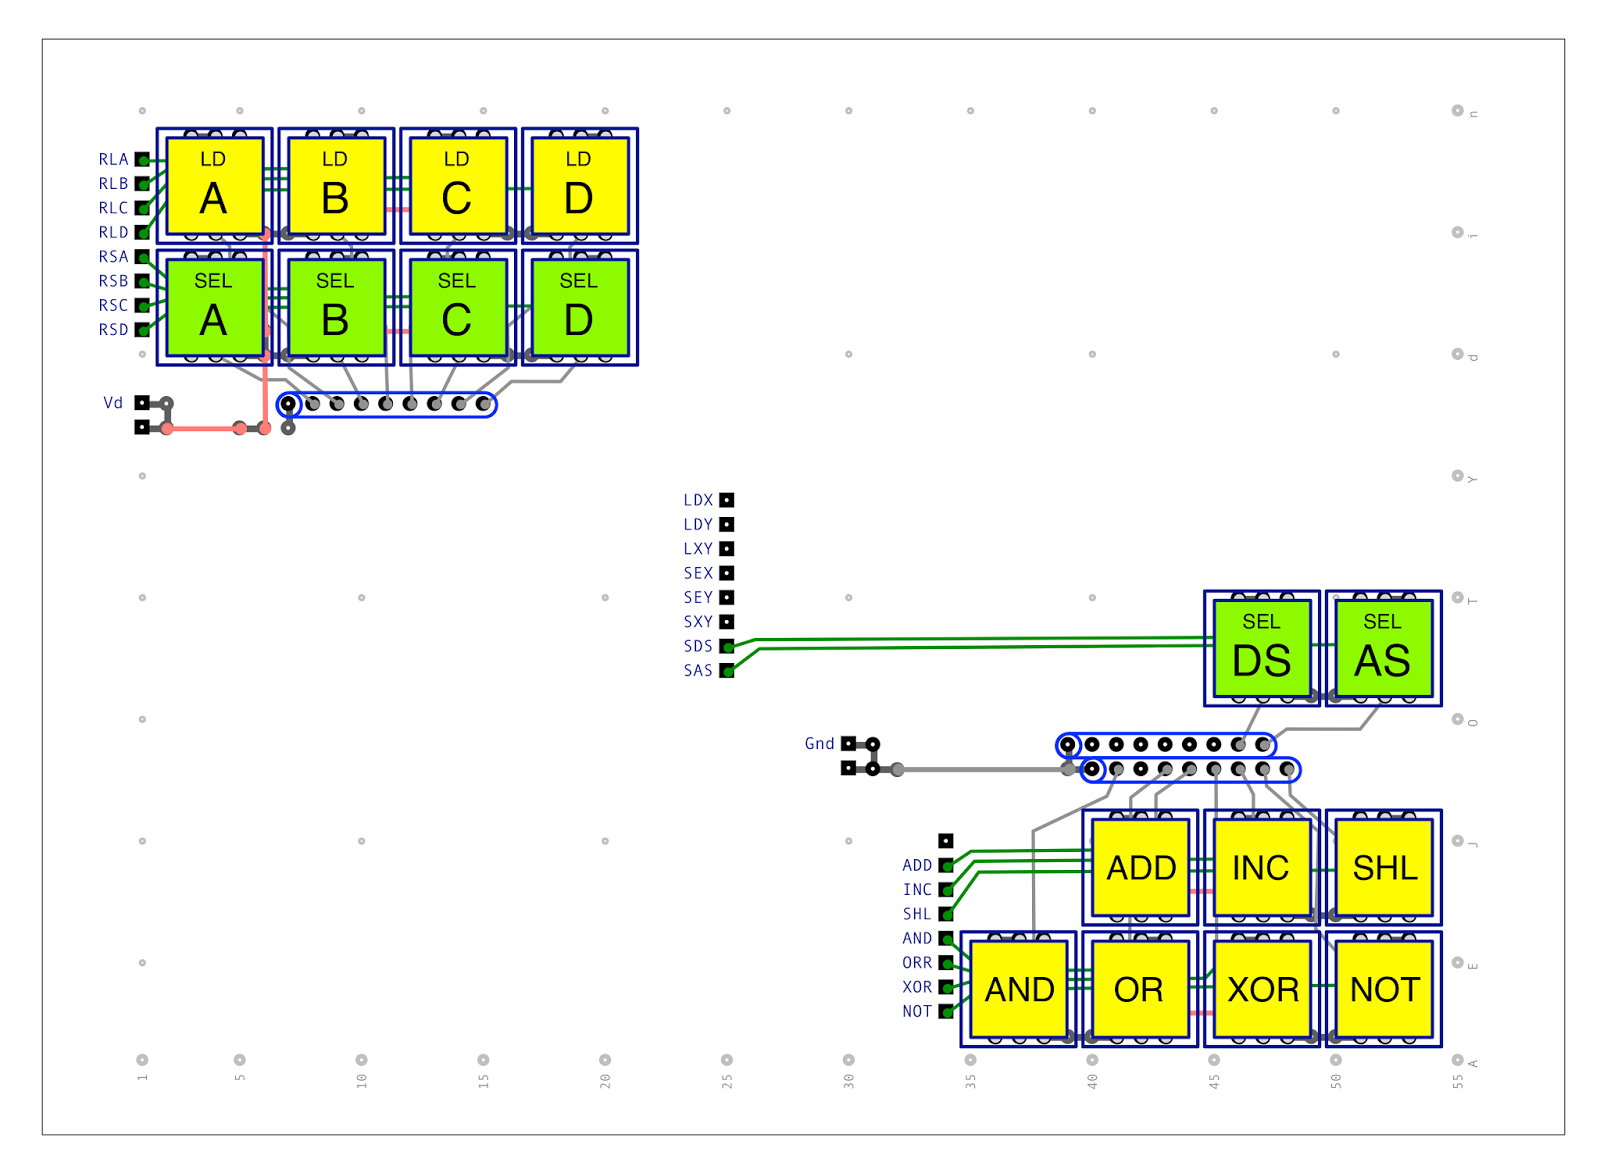 n
RLA
RLB
RLC
RLD
LD
A
LD
B
LD
C
LD
D
i
RSA
RSB
RSC
RSD
SEL
A
SEL
B
SEL
C
SEL
D
d
Vd
Y
LDX
LDY
LXY
SEX
SEY
SXY
SDS
SAS
SEL
DS
SEL
AS
T
O
Gnd
J
ADD
INC
SHL
ADD
INC
SHL
AND
ORR
XOR
NOT
AND
OR
XOR
NOT
E
A
1 5 10 15 20 25 30 35 40 45 50 55